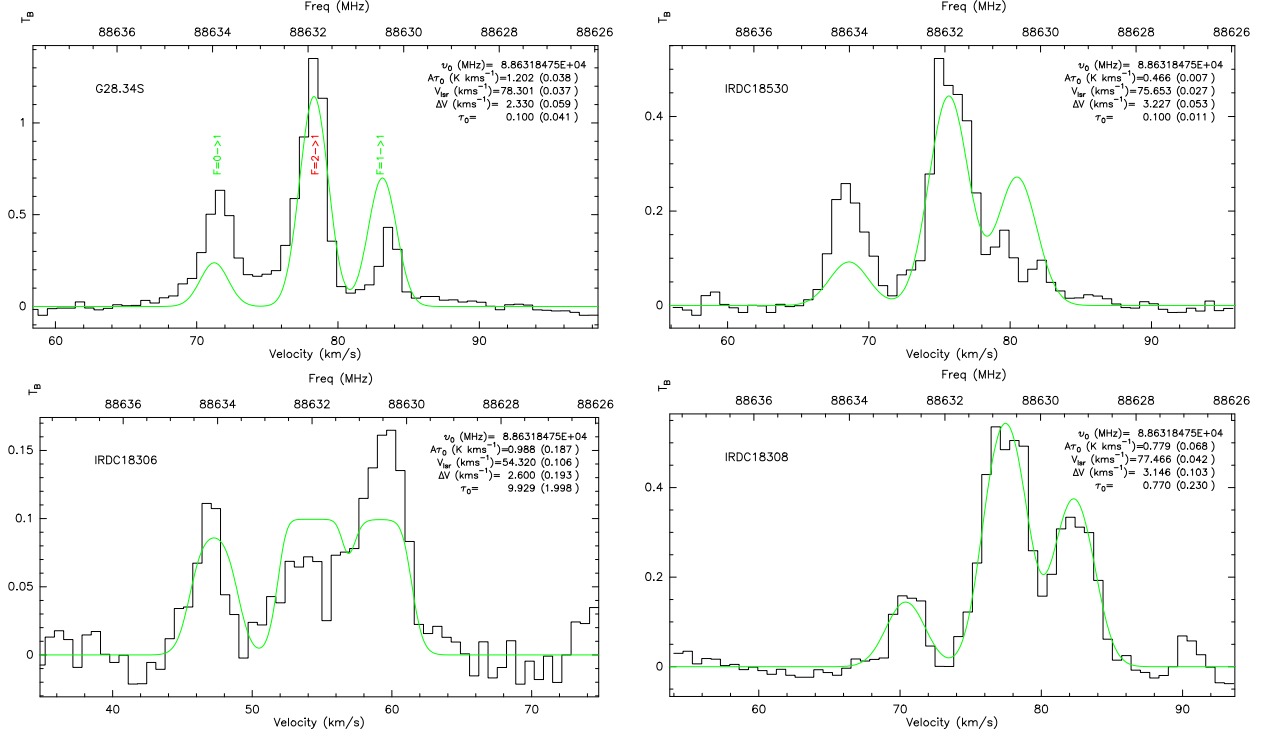 Freq (MHz)
T_B
88636 88634 88632 88630 88628 88626
G28.34S
υ₀ (MHz)= 8.86318475E+04
Aτ₀ (K kms⁻¹)=1.202 (0.038 )
V_lsr (kms⁻¹)=78.301 (0.037 )
ΔV (kms⁻¹)= 2.330 (0.059 )
τ₀= 0.100 (0.041 )
F=0->1
F=2->1
F=1->1
1
0.5
0
60 70 80 90
Velocity (km/s)
Freq (MHz)
T_B
88636 88634 88632 88630 88628 88626
IRDC18530
υ₀ (MHz)= 8.86318475E+04
Aτ₀ (K kms⁻¹)=0.466 (0.007 )
V_lsr (kms⁻¹)=75.653 (0.027 )
ΔV (kms⁻¹)= 3.227 (0.053 )
τ₀= 0.100 (0.011 )
0.4
0.2
0
60 70 80 90
Velocity (km/s)
Freq (MHz)
T_B
88636 88634 88632 88630 88628 88626
IRDC18306
υ₀ (MHz)= 8.86318475E+04
Aτ₀ (K kms⁻¹)=0.988 (0.187 )
V_lsr (kms⁻¹)=54.320 (0.106 )
ΔV (kms⁻¹)= 2.600 (0.193 )
τ₀= 9.929 (1.998 )
0.15
0.1
0.05
0
40 50 60 70
Velocity (km/s)
Freq (MHz)
T_B
88636 88634 88632 88630 88628 88626
IRDC18308
υ₀ (MHz)= 8.86318475E+04
Aτ₀ (K kms⁻¹)=0.779 (0.068 )
V_lsr (kms⁻¹)=77.466 (0.042 )
ΔV (kms⁻¹)= 3.146 (0.103 )
τ₀= 0.770 (0.230 )
0.4
0.2
0
60 70 80 90
Velocity (km/s)